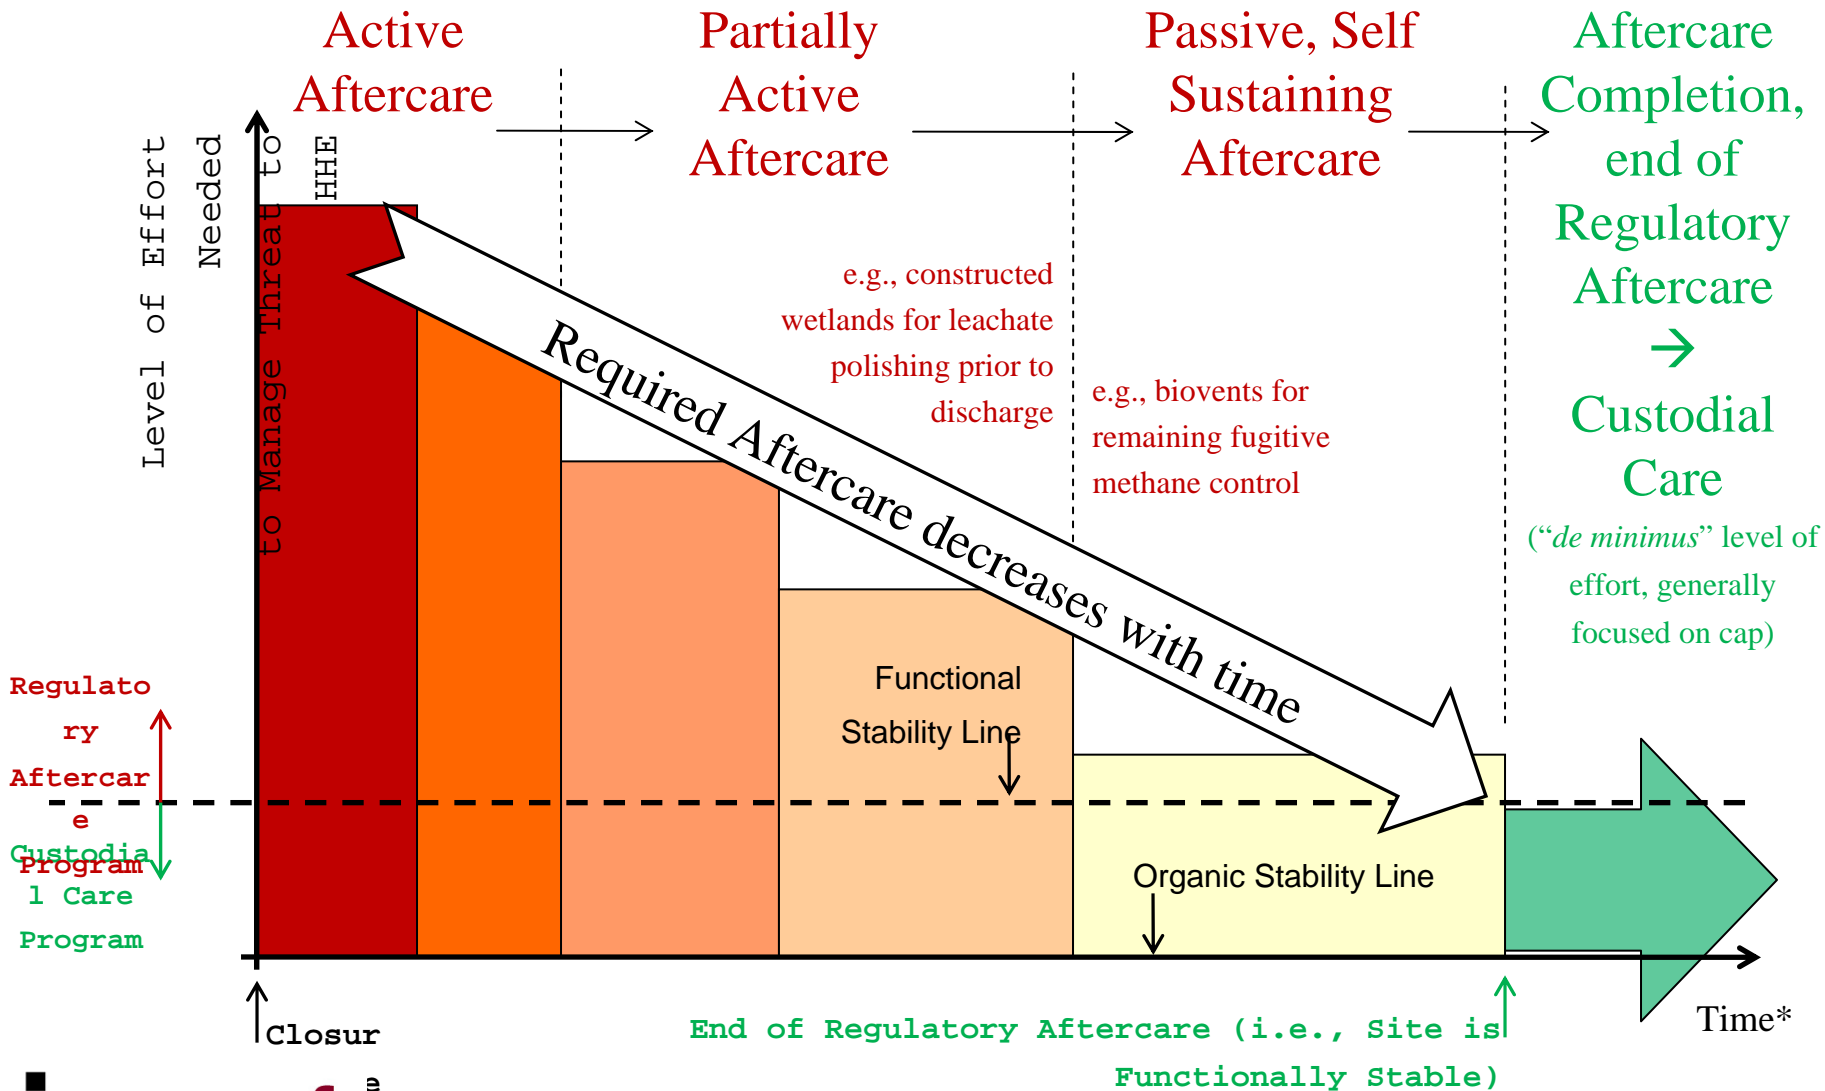 Active
Aftercare
Partially
Active
Aftercare
Passive, Self
Sustaining
Aftercare
Aftercare
Completion,
end of
Regulatory
Aftercare
→
Custodial
Care
(“de minimus” level of
effort, generally
focused on cap)
Level of Effort
Needed
to Manage Threat to
HHE
e.g., constructed
wetlands for leachate
polishing prior to
discharge
e.g., biovents for
remaining fugitive
methane control
Required Aftercare decreases with time
Functional
Stability Line
Organic Stability Line
Regulato
ry
Aftercar
e
Program
Custodia
l Care
Program
Closur
e
End of Regulatory Aftercare (i.e., Site is
Functionally Stable)
Time*